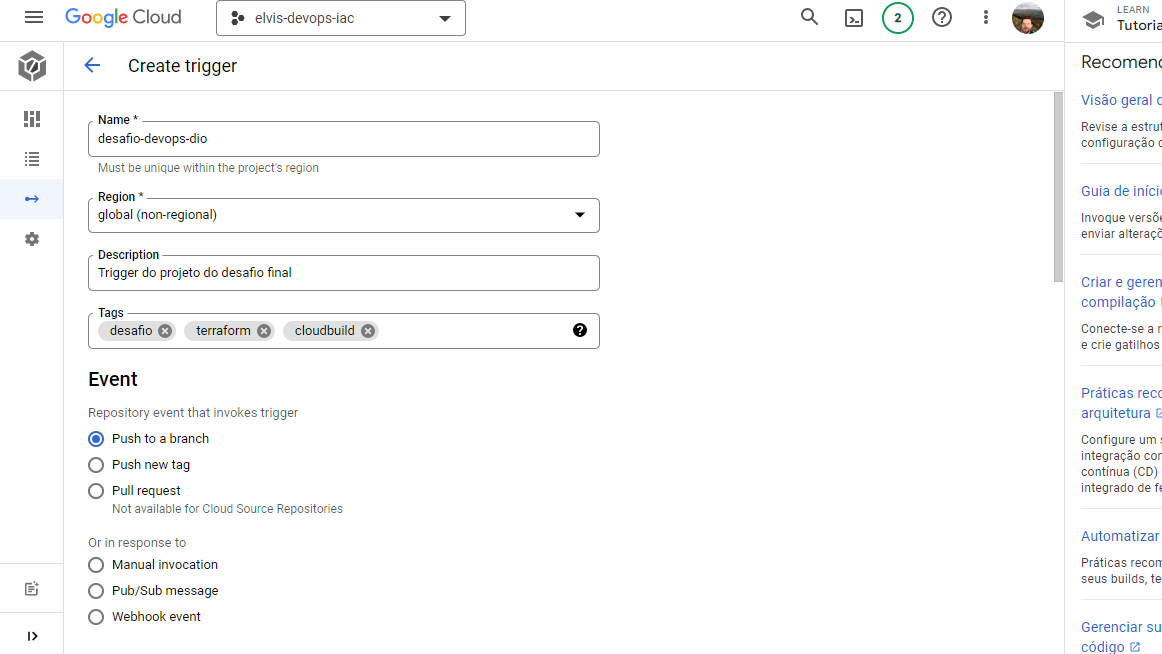 Google Cloud
elvis-devops-iac
2
LEARN
Tutoria
Create trigger
Recomen
Name *
desafio-devops-dio
Must be unique within the project's region
Region *
global (non-regional)
Description
Trigger do projeto do desafio final
Tags
desafio terraform cloudbuild
Event
Repository event that invokes trigger
Push to a branch
Push new tag
Pull request
Not available for Cloud Source Repositories
Or in response to
Manual invocation
Pub/Sub message
Webhook event
Visão geral d
Revise a estrut
configuração d
Guia de iníci
Invoque versõe
enviar alteraçõ
Criar e geren
compilação
Conecte-se a r
e crie gatilhos
Práticas reco
arquitetura
Configure um s
integração con
contínua (CD)
integrado de fe
Automatizar
Práticas recom
seus builds, te
Gerenciar su
código